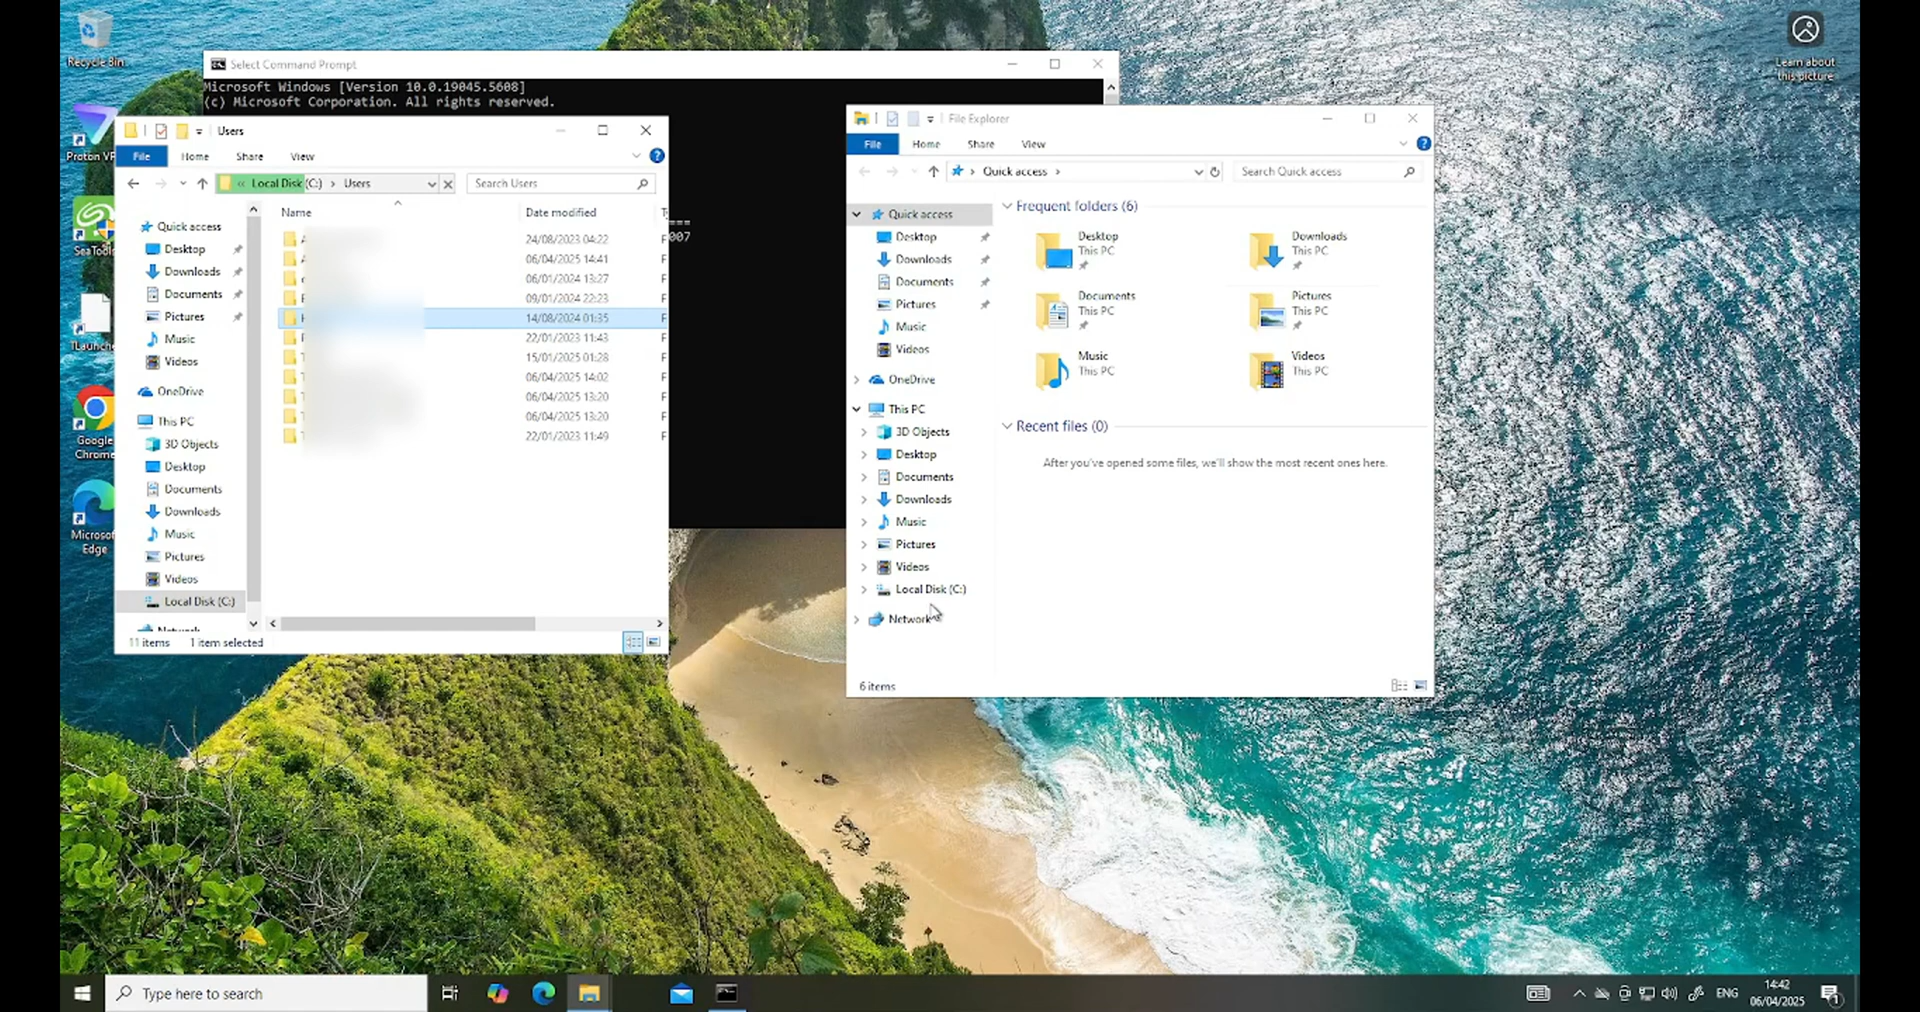 Recycle Bin
Learn about
this picture
Select Command Prompt
Microsoft Windows [Version 10.0.19045.5608]
(c) Microsoft Corporation. All rights reserved.
===
007
Users
File
Home
Share
View
« Local Disk (C:) > Users
Search Users
Name
Date modified
Quick access
Desktop
Downloads
Documents
Pictures
Music
Videos
OneDrive
This PC
3D Objects
Desktop
Documents
Downloads
Music
Pictures
Videos
Local Disk (C:)
24/08/2023 04:22
06/04/2025 14:41
06/01/2024 13:27
09/01/2024 22:23
14/08/2024 01:35
22/01/2023 11:43
15/01/2025 01:28
06/04/2025 14:02
06/04/2025 13:20
06/04/2025 13:20
22/01/2023 11:49
11 items
1 item selected
File Explorer
File
Home
Share
View
Quick access >
Search Quick access
Quick access
Desktop
Downloads
Documents
Pictures
Music
Videos
OneDrive
This PC
3D Objects
Desktop
Documents
Downloads
Music
Pictures
Videos
Local Disk (C:)
Network
Frequent folders (6)
Desktop
This PC
Downloads
This PC
Documents
This PC
Pictures
This PC
Music
This PC
Videos
This PC
Recent files (0)
After you've opened some files, we'll show the most recent ones here.
6 items
Proton VP
SeaTools
TLaunche
Google
Chrome
Microsof
Edge
Type here to search
ENG
14:42
06/04/2025
1